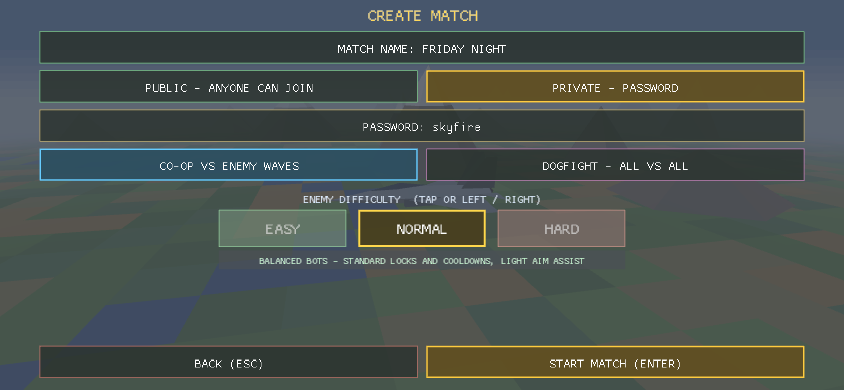 CREATE MATCH
MATCH NAME: FRIDAY NIGHT
PUBLIC - ANYONE CAN JOIN
PRIVATE - PASSWORD
PASSWORD: skyfire
CO-OP VS ENEMY WAVES
DOGFIGHT - ALL VS ALL
ENEMY DIFFICULTY (TAP OR LEFT / RIGHT)
EASY
NORMAL
HARD
BALANCED BOTS - STANDARD LOCKS AND COOLDOWNS, LIGHT AIM ASSIST
BACK (ESC)
START MATCH (ENTER)